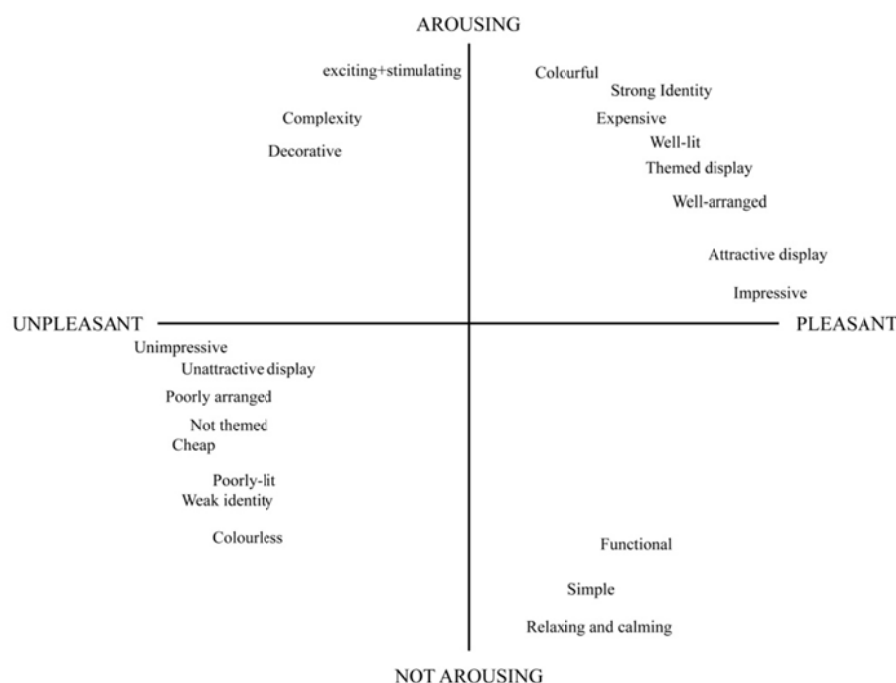 AROUSING
exciting+stimulating
Colourful
Strong Identity
Complexity
Expensive
Well-lit
Decorative
Themed display
Well-arranged
Attractive display
Impressive
UNPLEASANT
PLEASANT
Unimpressive
Unattractive display
Poorly arranged
Not themed
Cheap
Poorly-lit
Weak identity
Colourless
Functional
Simple
Relaxing and calming
NOT AROUSING